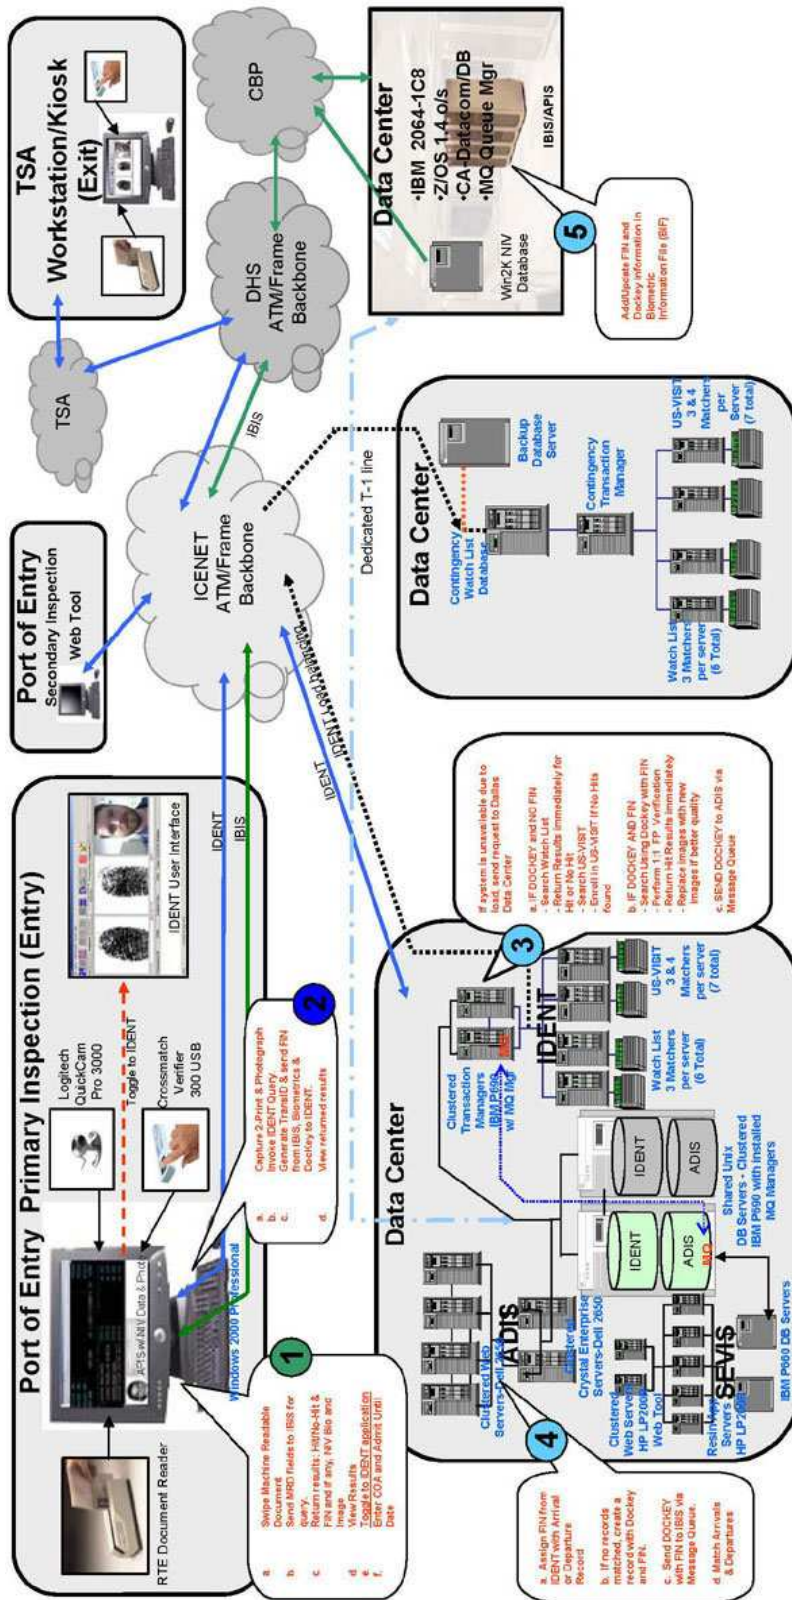 Port of Entry Primary Inspection (Entry)
RTE Document Reader
APIS-w-NIV Data & Phot
Windows 2000 Professional
Logitech
QuickCam
Pro 3000
Toggle to IDENT
Crossmatch
Verifier
300 USB
IDENT User Interface
IDENT
IBIS
1
a. Swipe Machine Readable
Document
b. Send MRD fields to IBIS for
query.
c. Return results: Hit/No-Hit &
FIN and if any, NIV Bio and
Image
d. View Results
e. Toggle to IDENT application
f. Enter COA and Admit Until
Date
2
a. Capture 2-Print & Photograph
b. Invoke IDENT Query.
c. Generate TransID & send FIN
from IBIS, Biometrics &
Dockey to IDENT.
d. View returned results
Port of Entry
Secondary Inspection
Web Tool
TSA
Workstation/Kiosk
(Exit)
TSA
ICENET
ATM/Frame
Backbone
IBIS
DHS
ATM/Frame
Backbone
CBP
IDENT
IDENT Load balancing
Dedicated T-1 line
Data Center
•IBM 2064-1C8
•Z/OS 1.4 o/s
•CA-Datacom/DB
•MQ Queue Mgr
Win2K NIV
Database
IBIS/APIS
5
Add/Update FIN and
Dockey information in
Biometric
Information File (BIF)
Data Center
Contingency
Watch List
Database
Backup
Database
Server
Contingency
Transaction
Manager
Watch List
3 Matchers
per server
(6 Total)
US-VISIT
3 & 4
Matchers
per
Server
(7 total)
Data Center
Clustered Web
Servers-Dell 2650
ADIS
Clustered
Crystal Enterprise
Servers-Dell 2650
Clustered
Web Servers
HP LP2000
Web Tool
Resin App
Servers
HP LP2000
SEVIS
IBM P660 DB Servers
IDENT
ADIS
MQ
IDENT
ADIS
Shared Unix
DB Servers - Clustered
IBM P690 with installed
MQ Managers
Clustered
Transaction
Managers
IBM P690
w/ MQ Mgr
MQ
IDENT
Watch List
3 Matchers
per server
(6 Total)
US-VISIT
3 & 4
Matchers
per server
(7 total)
3
If system is unavailable due to
load, send request to Dallas
Data Center
a. IF DOCKEY and NO FIN
- Search Watch List
- Return Results immediately for
Hit or No Hit
- Search US-VISIT
- Enroll in US-VISIT if No Hits
found
b. IF DOCKEY AND FIN
- Search Using Dockey with FIN
- Perform 1:1 FP Verification
- Return Hit Results immediately
- Replace images with new
images if better quality
c. SEND DOCKEY to ADIS via
Message Queue
4
a. Assign FIN from
IDENT with Arrival
or Departure
Record
b. If no records
matched, create a
record with Dockey
and FIN.
c. Send DOCKEY
with FIN to IBIS via
Message Queue.
d. Match Arrivals
& Departures